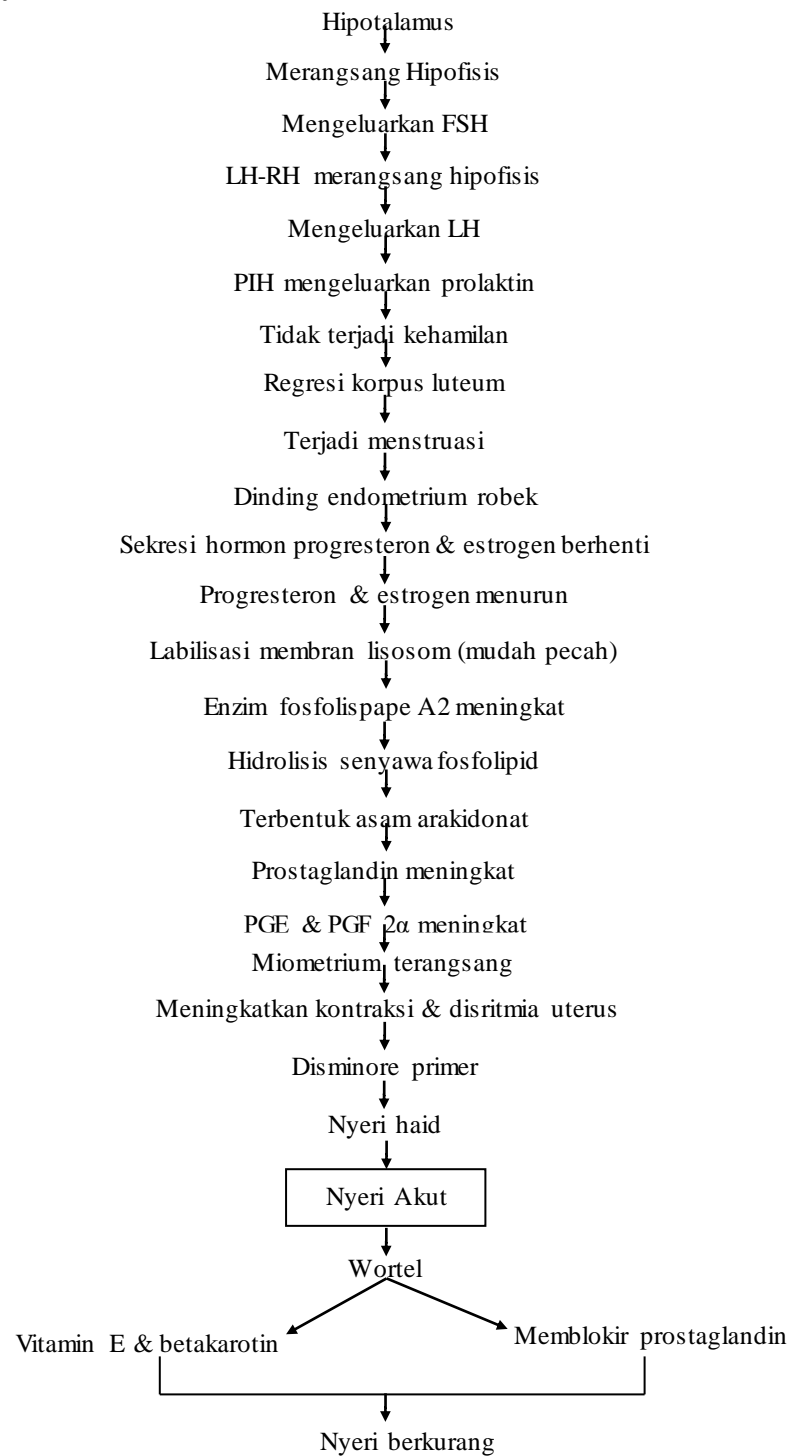 Hipotalamus
Merangsang Hipofisis
Mengeluarkan FSH
LH-RH merangsang hipofisis
Mengeluarkan LH
PIH mengeluarkan prolaktin
Tidak terjadi kehamilan
Regresi korpus luteum
Terjadi menstruasi
Dinding endometrium robek
Sekresi hormon progresteron & estrogen berhenti
Progresteron & estrogen menurun
Labilisasi membran lisosom (mudah pecah)
Enzim fosfolispape A2 meningkat
Hidrolisis senyawa fosfolipid
Terbentuk asam arakidonat
Prostaglandin meningkat
PGE & PGF 2α meningkat
Miometrium terangsang
Meningkatkan kontraksi & disritmia uterus
Disminore primer
Nyeri haid
Nyeri Akut
Wortel
Vitamin E & betakarotin
Memblokir prostaglandin
Nyeri berkurang